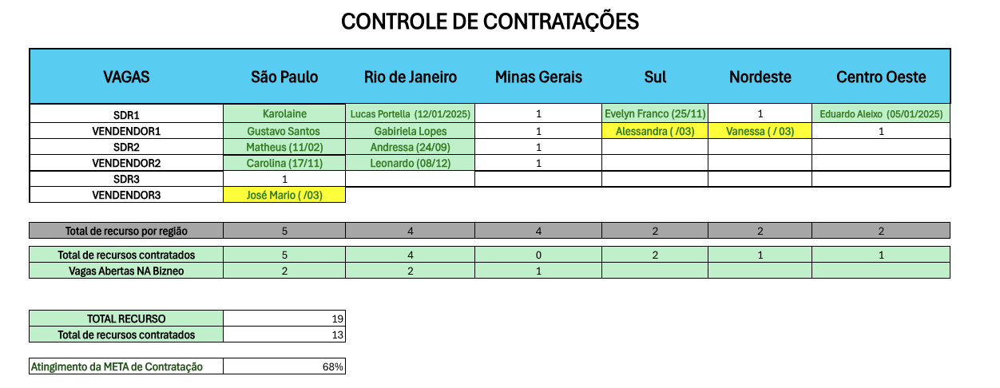 CONTROLE DE CONTRATAÇÕES
VAGAS São Paulo Rio de Janeiro Minas Gerais Sul Nordeste Centro Oeste
SDR1 Karolaine Lucas Portella (12/01/2025) 1 Evelyn Franco (25/11) 1 Eduardo Aleixo (05/01/2025)
VENDENDOR1 Gustavo Santos Gabriela Lopes 1 Alessandra ( /03) Vanessa ( / 03) 1
SDR2 Matheus (11/02) Andressa (24/09) 1
VENDENDOR2 Carolina (17/11) Leonardo (08/12) 1
SDR3 1
VENDENDOR3 José Mario ( /03)
Total de recurso por região 5 4 4 2 2 2
Total de recursos contratados 5 4 0 2 1 1
Vagas Abertas NA Bizneo 2 2 1
TOTAL RECURSO 19
Total de recursos contratados 13
Atingimento da META de Contratação 68%